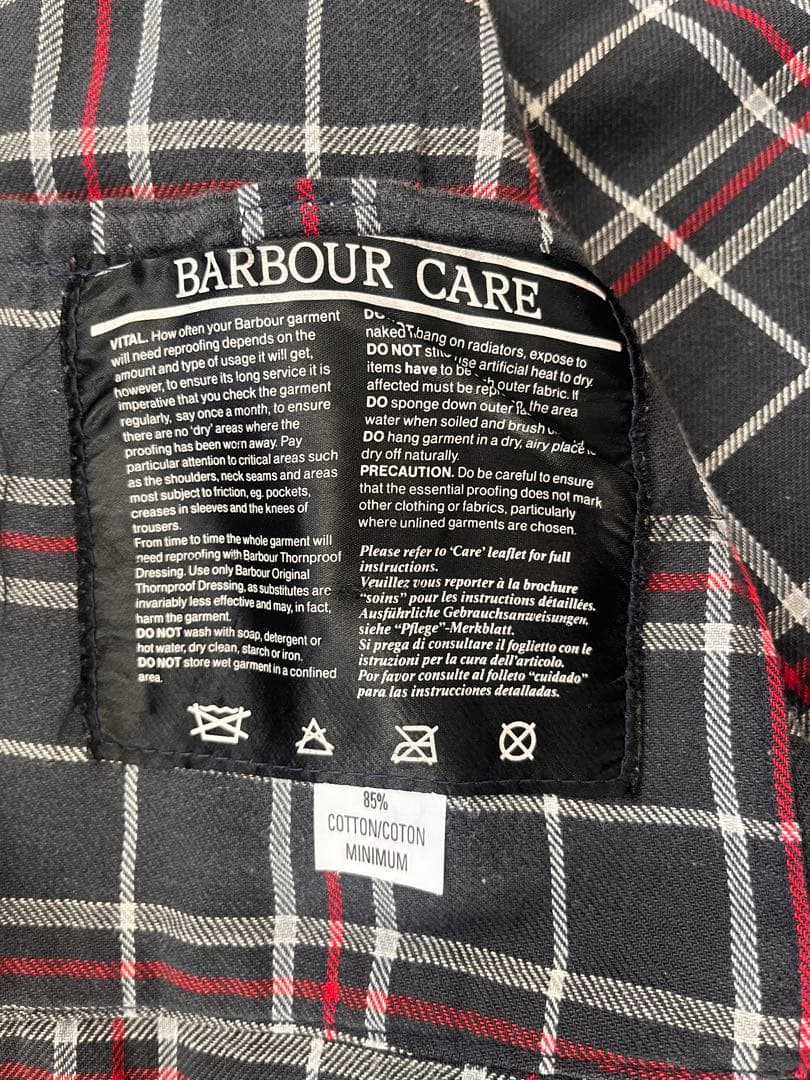 BARBOUR CARE
VITAL. How often your Barbour garment
will need reproofing depends on the
amount and type of usage it will get,
however, to ensure its long service it is
imperative that you check the garment
regularly, say once a month, to ensure
there are no 'dry' areas where the
proofing has been worn away. Pay
particular attention to critical areas such
as the shoulders, neck seams and areas
most subject to friction, eg. pockets,
creases in sleeves and the knees of
trousers.
From time to time the whole garment will
need reproofing with Barbour Thornproof
Dressing. Use only Barbour Original
Thornproof Dressing, as substitutes are
invariably less effective and may, in fact,
harm the garment.
DO NOT wash with soap, detergent or
hot water, dry clean, starch or iron.
DO NOT store wet garment in a confined
area.
hang on radiators, expose to
naked artificial heat to dry.
DO NOT outer fabric. If
items have to be the area
affected must be
DO sponge down outer
water when soiled and brush
DO hang garment in a dry, airy place
dry off naturally.
PRECAUTION. Do be careful to ensure
that the essential proofing does not mark
other clothing or fabrics, particularly
where unlined garments are chosen.
Please refer to 'Care' leaflet for full
instructions.
Veuillez vous reporter à la brochure
"soins" pour les instructions détaillées.
Ausführliche Gebrauchsanweisungen,
siehe "Pflege"-Merkblatt.
Si prega di consultare il foglietto con le
istruzioni per la cura dell'articolo.
Por favor consulte al folleto "cuidado"
para las instrucciones detalladas.
85%
COTTON/COTON
MINIMUM